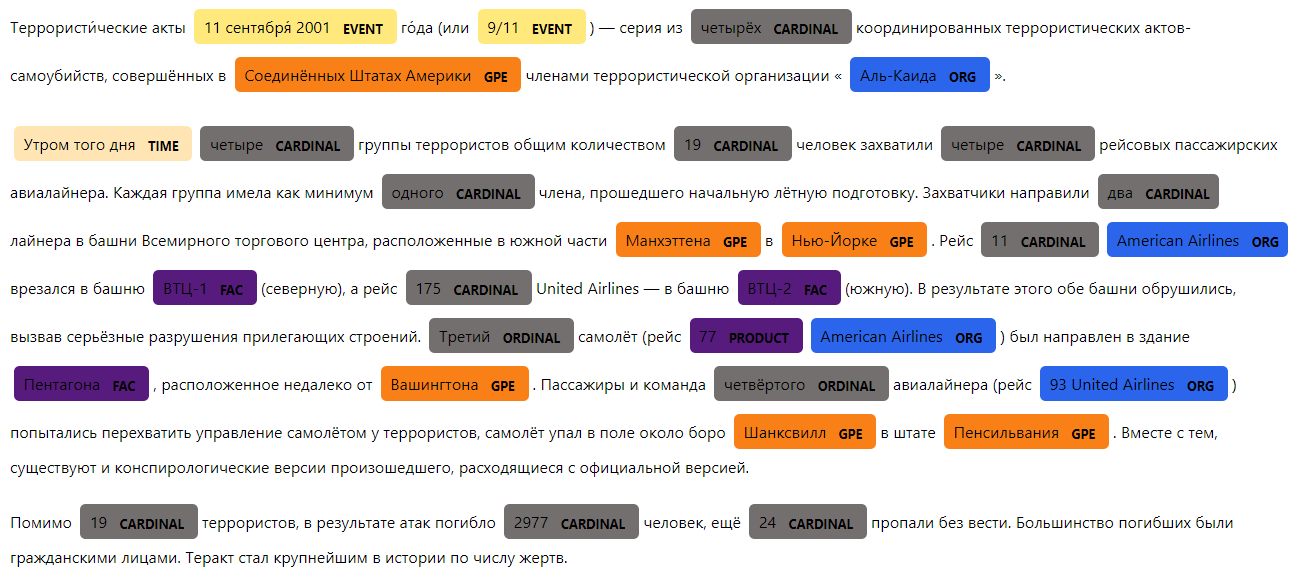 Террористи́ческие акты 11 сентября́ 2001 EVENT го́да (или 9/11 EVENT ) — серия из четырёх CARDINAL координированных террористических актов-
самоубийств, совершённых в Соединённых Штатах Америки GPE членами террористической организации « Аль-Каида ORG ».
Утром того дня TIME четыре CARDINAL группы террористов общим количеством 19 CARDINAL человек захватили четыре CARDINAL рейсовых пассажирских
авиалайнера. Каждая группа имела как минимум одного CARDINAL члена, прошедшего начальную лётную подготовку. Захватчики направили два CARDINAL
лайнера в башни Всемирного торгового центра, расположенные в южной части Манхэттена GPE в Нью-Йорке GPE . Рейс 11 CARDINAL American Airlines ORG
врезался в башню ВТЦ-1 FAC (северную), а рейс 175 CARDINAL United Airlines — в башню ВТЦ-2 FAC (южную). В результате этого обе башни обрушились,
вызвав серьёзные разрушения прилегающих строений. Третий ORDINAL самолёт (рейс 77 PRODUCT American Airlines ORG ) был направлен в здание
Пентагона FAC , расположенное недалеко от Вашингтона GPE . Пассажиры и команда четвёртого ORDINAL авиалайнера (рейс 93 United Airlines ORG )
попытались перехватить управление самолётом у террористов, самолёт упал в поле около боро Шанксвилл GPE в штате Пенсильвания GPE . Вместе с тем,
существуют и конспирологические версии произошедшего, расходящиеся с официальной версией.
Помимо 19 CARDINAL террористов, в результате атак погибло 2977 CARDINAL человек, ещё 24 CARDINAL пропали без вести. Большинство погибших были
гражданскими лицами. Теракт стал крупнейшим в истории по числу жертв.